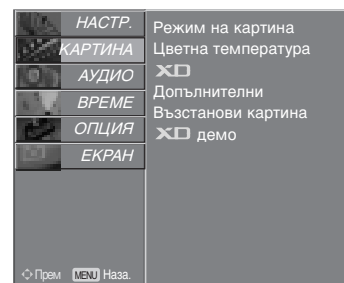 НАСТР.
КАРТИНА
АУДИО
ВРЕМЕ
ОПЦИЯ
ЕКРАН
Режим на картина
Цветна температура
XD
Допълнителни
Възстанови картина
XD демо
Прем MENU Наза.